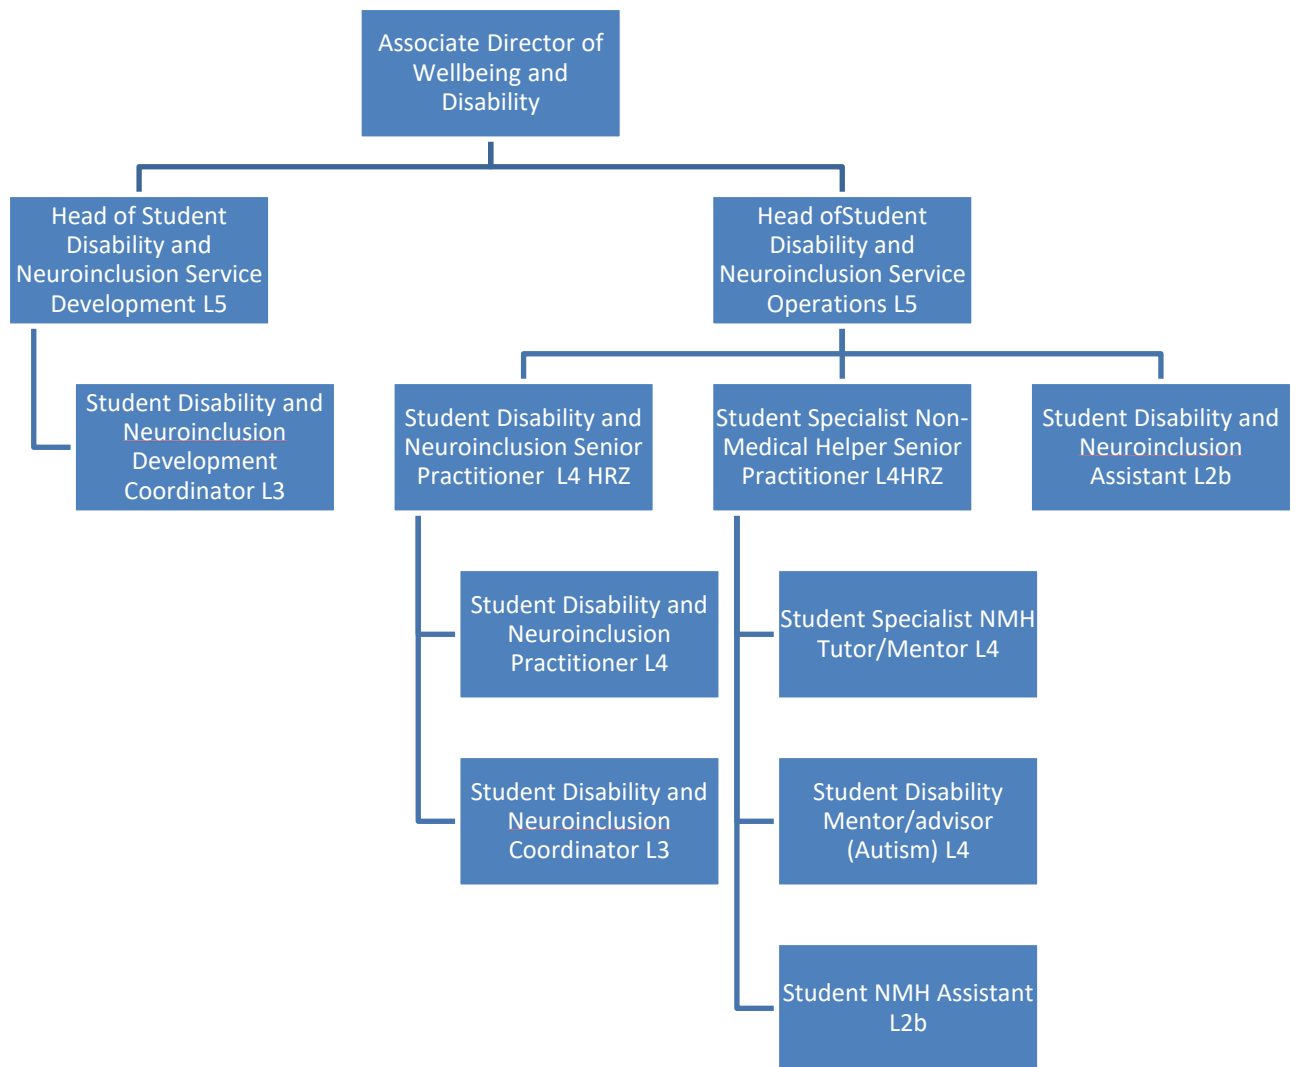 Associate Director of
Wellbeing and
Disability
Head of Student
Disability and
Neuroinclusion Service
Development L5
Head ofStudent
Disability and
Neuroinclusion Service
Operations L5
Student Disability and
Neuroinclusion
Development
Coordinator L3
Student Disability and
Neuroinclusion Senior
Practitioner  L4 HRZ
Student Specialist Non-
Medical Helper Senior
Practitioner L4HRZ
Student Disability and
Neuroinclusion
Assistant L2b
Student Disability and
Neuroinclusion
Practitioner L4
Student Specialist NMH
Tutor/Mentor L4
Student Disability and
Neuroinclusion
Coordinator L3
Student Disability
Mentor/advisor
(Autism) L4
Student NMH Assistant
L2b